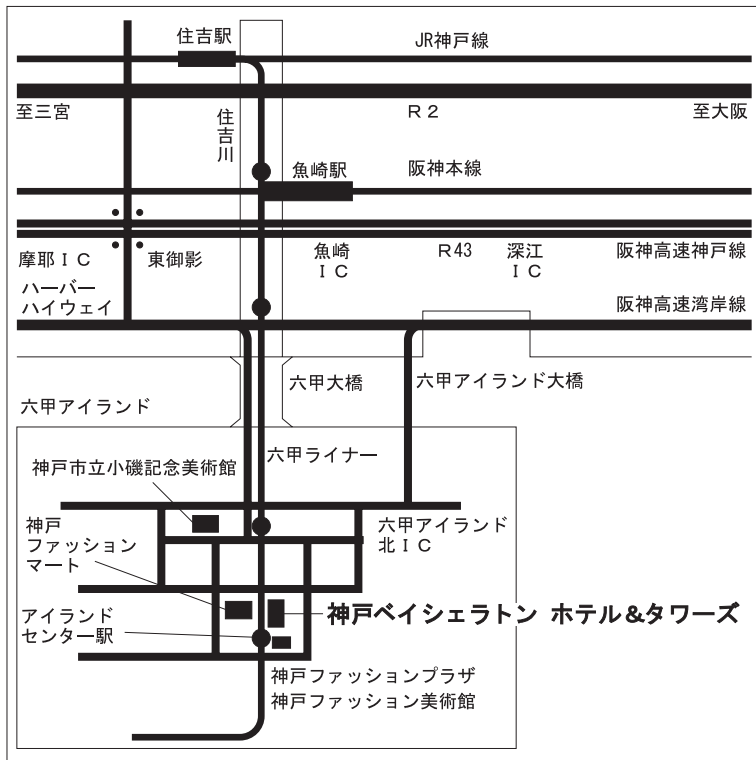 住吉駅
JR神戸線
至三宮
住吉川
R2
至大阪
魚崎駅
阪神本線
摩耶IC
東御影
魚崎
IC
R43
深江
IC
阪神高速神戸線
ハーバー
ハイウェイ
阪神高速湾岸線
六甲大橋
六甲アイランド大橋
六甲アイランド
六甲ライナー
神戸市立小磯記念美術館
神戸
ファッション
マート
六甲アイランド
北IC
アイランド
センター駅
神戸ベイシェラトン ホテル&タワーズ
神戸ファッションプラザ
神戸ファッション美術館